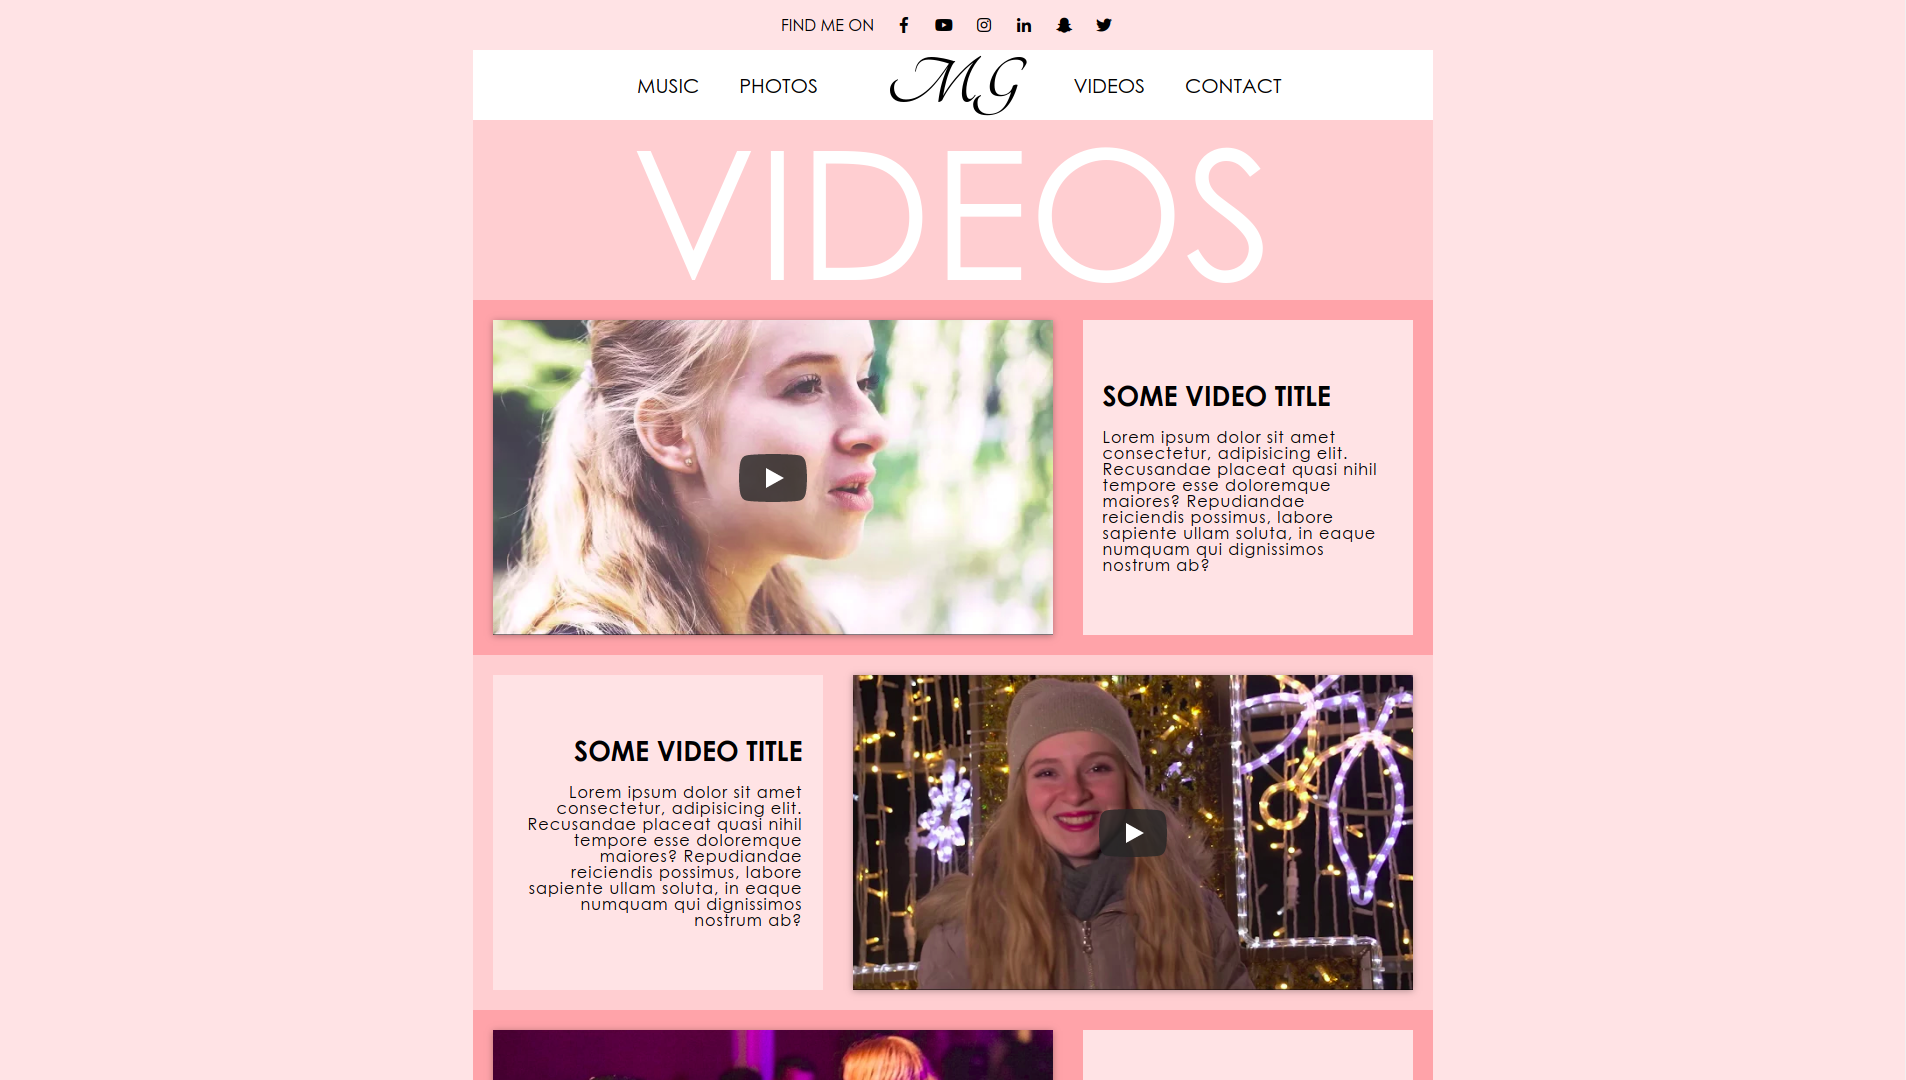 FIND ME ON
MUSIC PHOTOS MG VIDEOS CONTACT
VIDEOS
SOME VIDEO TITLE
Lorem ipsum dolor sit amet
consectetur, adipisicing elit.
Recusandae placeat quasi nihil
tempore esse doloremque
maiores? Repudiandae
reiciendis possimus, labore
sapiente ullam soluta, in eaque
numquam qui dignissimos
nostrum ab?
SOME VIDEO TITLE
Lorem ipsum dolor sit amet
consectetur, adipisicing elit.
Recusandae placeat quasi nihil
tempore esse doloremque
maiores? Repudiandae
reiciendis possimus, labore
sapiente ullam soluta, in eaque
numquam qui dignissimos
nostrum ab?